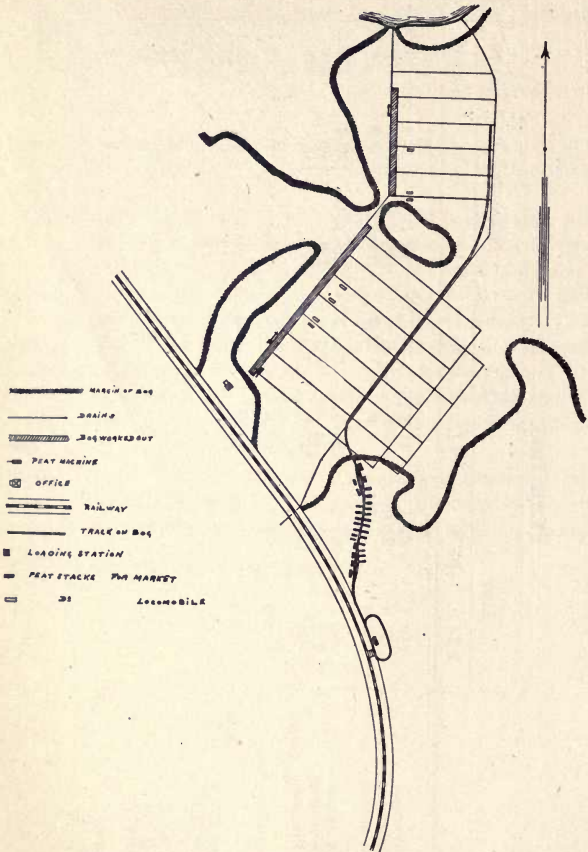 MARGIN OF BOG
DRAINS
BOG WORKED OUT
PEAT MACHINE
OFFICE
RAILWAY
TRACK ON BOG
LOADING STATION
PEAT STACKS FOR MARKET
DO LOCOMOBILE